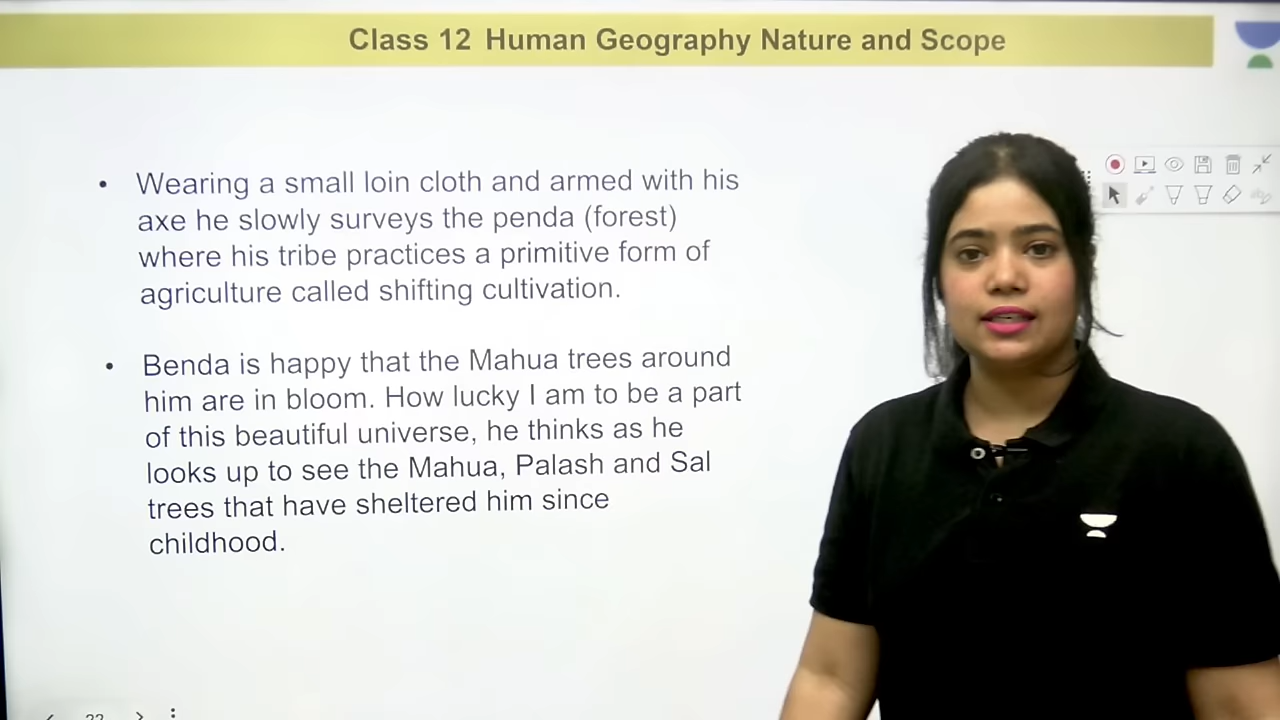 Class 12 Human Geography Nature and Scope
• Wearing a small loin cloth and armed with his
axe he slowly surveys the penda (forest)
where his tribe practices a primitive form of
agriculture called shifting cultivation.
• Benda is happy that the Mahua trees around
him are in bloom. How lucky I am to be a part
of this beautiful universe, he thinks as he
looks up to see the Mahua, Palash and Sal
trees that have sheltered him since
childhood.